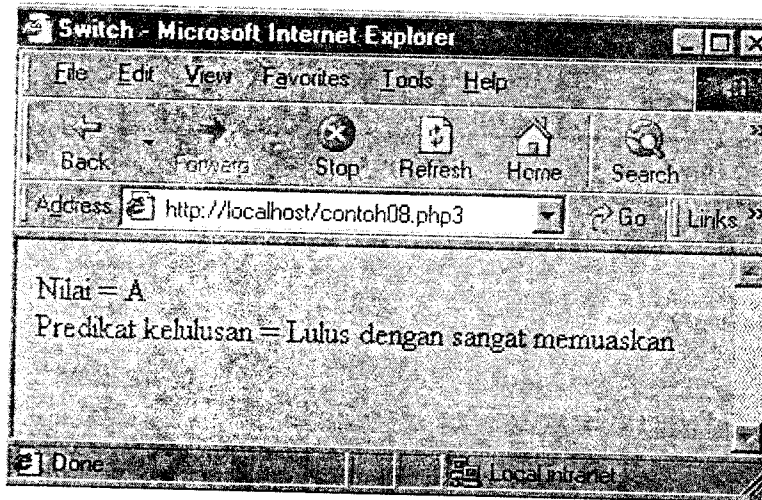 Switch - Microsoft Internet Explorer
File Edit View Favorites Tools Help
Back Forward Stop Refresh Home Search »
Address http://localhost/contoh08.php3 Go Links »
Nilai = A
Predikat kelulusan = Lulus dengan sangat memuaskan
Done Local intranet